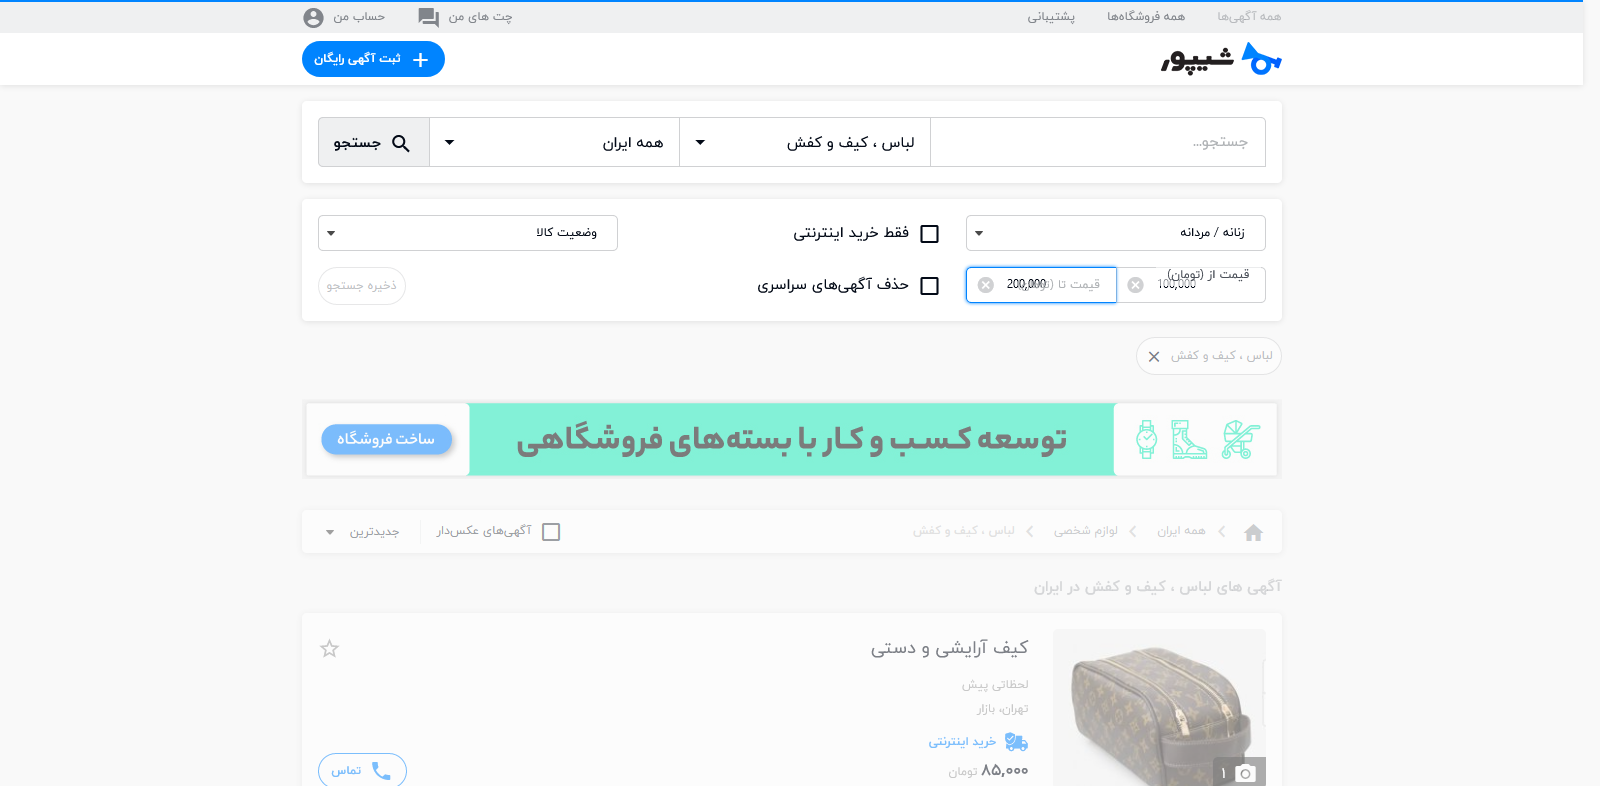 همه آگهی‌ها همه فروشگاه‌ها پشتیبانی چت های من حساب من
شیپور ثبت آگهی رایگان
جستجو... لباس ، کیف و کفش همه ایران جستجو
زنانه / مردانه فقط خرید اینترنتی وضعیت کالا
قیمت از (تومان) 100,000 قیمت تا (تومان) 200,000 حذف آگهی‌های سراسری ذخیره جستجو
لباس ، کیف و کفش
توسعه کسب و کار با بسته‌های فروشگاهی ساخت فروشگاه
همه ایران لوازم شخصی لباس ، کیف و کفش آگهی‌های عکس‌دار جدیدترین
آگهی های لباس ، کیف و کفش در ایران
کیف آرایشی و دستی
لحظاتی پیش
تهران، بازار
خرید اینترنتی
۸۵,۰۰۰ تومان
تماس
۱